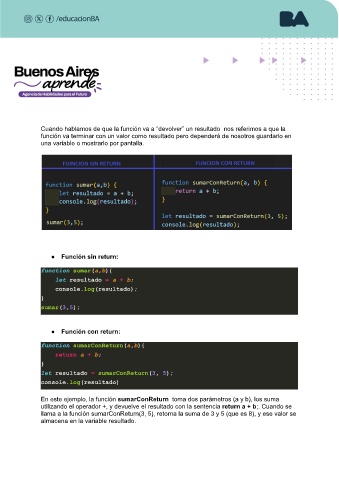 /educacionBA
BA
Buenos Aires
aprende
Agencia de Habilidades para el Futuro
Cuando hablamos de que la función va a "devolver" un resultado nos referimos a que la
función va terminar con un valor como resultado pero dependerá de nosotros guardarlo en
una variable o mostrarlo por pantalla.
FUNCION SIN RETURN
function sumar(a,b) {
let resultado = a + b;
console.log(resultado);
}
sumar(3,5);
FUNCION CON RETURN
function sumarConReturn(a, b) {
return a + b;
}
let resultado = sumarConReturn(3, 5);
console.log(resultado);
● Función sin return:
function sumar(a,b){
let resultado = a + b;
console.log(resultado);
}
sumar(3,5);
● Función con return:
function sumarConReturn(a,b){
return a + b;
}
let resultado = sumarConReturn(3, 5);
console.log(resultado)
En este ejemplo, la función sumarConReturn toma dos parámetros (a y b), los suma
utilizando el operador +, y devuelve el resultado con la sentencia return a + b;. Cuando se
llama a la función sumarConReturn(3, 5), retorna la suma de 3 y 5 (que es 8), y ese valor se
almacena en la variable resultado.